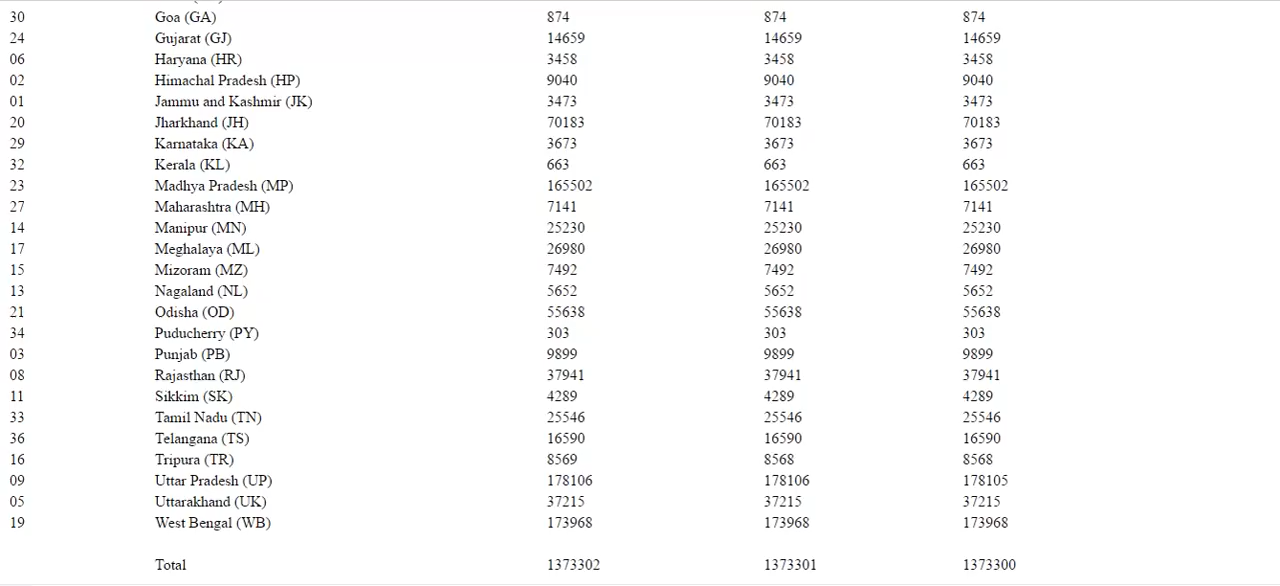 30 Goa (GA) 874 874 874
24 Gujarat (GJ) 14659 14659 14659
06 Haryana (HR) 3458 3458 3458
02 Himachal Pradesh (HP) 9040 9040 9040
01 Jammu and Kashmir (JK) 3473 3473 3473
20 Jharkhand (JH) 70183 70183 70183
29 Karnataka (KA) 3673 3673 3673
32 Kerala (KL) 663 663 663
23 Madhya Pradesh (MP) 165502 165502 165502
27 Maharashtra (MH) 7141 7141 7141
14 Manipur (MN) 25230 25230 25230
17 Meghalaya (ML) 26980 26980 26980
15 Mizoram (MZ) 7492 7492 7492
13 Nagaland (NL) 5652 5652 5652
21 Odisha (OD) 55638 55638 55638
34 Puducherry (PY) 303 303 303
03 Punjab (PB) 9899 9899 9899
08 Rajasthan (RJ) 37941 37941 37941
11 Sikkim (SK) 4289 4289 4289
33 Tamil Nadu (TN) 25546 25546 25546
36 Telangana (TS) 16590 16590 16590
16 Tripura (TR) 8569 8568 8568
09 Uttar Pradesh (UP) 178106 178106 178105
05 Uttarakhand (UK) 37215 37215 37215
19 West Bengal (WB) 173968 173968 173968
Total 1373302 1373301 1373300